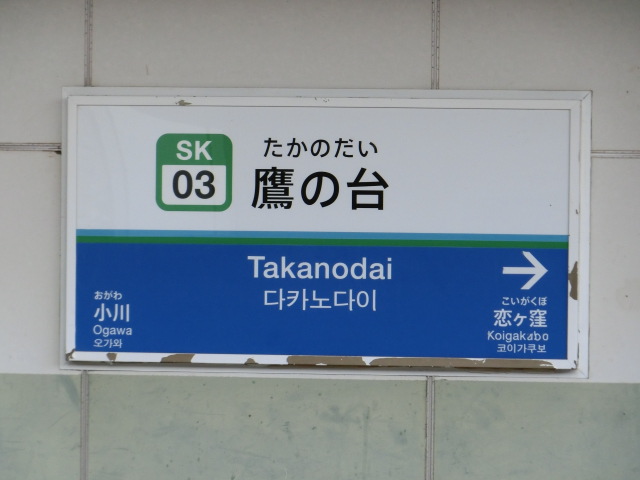 SK
03
たかのだい
鷹の台
Takanodai
다카노다이
おがわ
小川
Ogawa
오가와
こいがくぼ
恋ヶ窪
Koigakubo
코이가쿠보